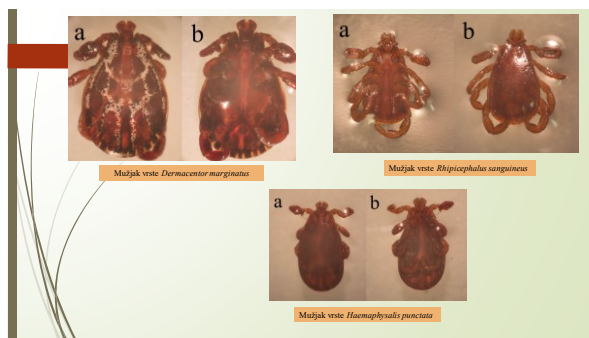 a b
a b
Mužjak vrste Dermacentor marginatus
Mužjak vrste Rhipicephalus sanguineus
a b
Mužjak vrste Haemaphysalis punctata